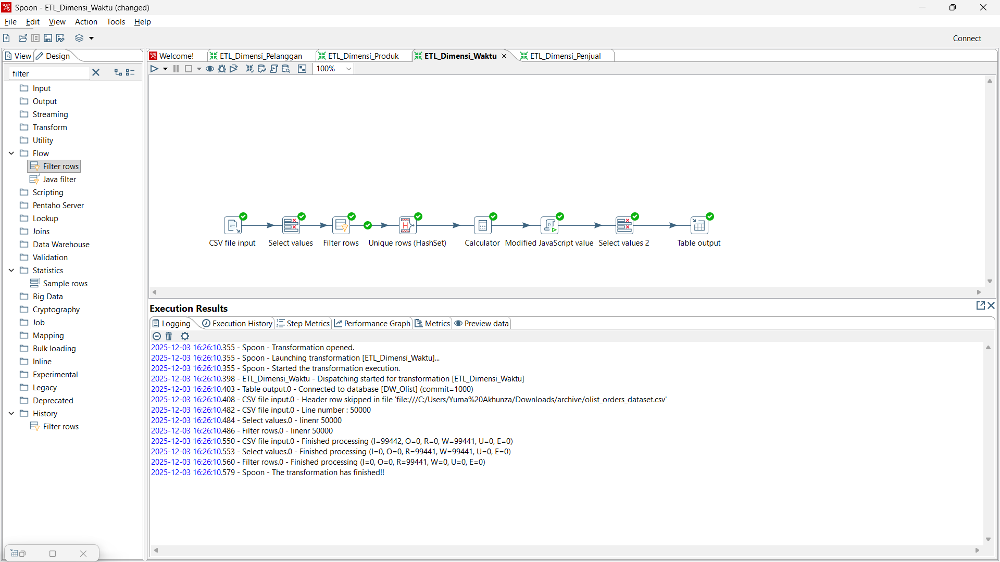 Spoon - ETL_Dimensi_Waktu (changed)
File Edit View Action Tools Help
Connect
View Design
filter
Input
Output
Streaming
Transform
Utility
Flow
Filter rows
Java filter
Scripting
Pentaho Server
Lookup
Joins
Data Warehouse
Validation
Statistics
Sample rows
Big Data
Cryptography
Job
Mapping
Bulk loading
Inline
Experimental
Legacy
Deprecated
History
Filter rows
Welcome! ETL_Dimensi_Pelanggan ETL_Dimensi_Produk ETL_Dimensi_Waktu ETL_Dimensi_Penjual
100%
CSV file input Select values Filter rows Unique rows (HashSet) Calculator Modified JavaScript value Select values 2 Table output
Execution Results
Logging Execution History Step Metrics Performance Graph Metrics Preview data
2025-12-03 16:26:10.355 - Spoon - Transformation opened.
2025-12-03 16:26:10.355 - Spoon - Launching transformation [ETL_Dimensi_Waktu]...
2025-12-03 16:26:10.355 - Spoon - Started the transformation execution.
2025-12-03 16:26:10.398 - ETL_Dimensi_Waktu - Dispatching started for transformation [ETL_Dimensi_Waktu]
2025-12-03 16:26:10.403 - Table output.0 - Connected to database [DW_Olist] (commit=1000)
2025-12-03 16:26:10.408 - CSV file input.0 - Header row skipped in file 'file:///C:/Users/Yuma%20Akhunza/Downloads/archive/olist_orders_dataset.csv'
2025-12-03 16:26:10.482 - CSV file input.0 - Line number : 50000
2025-12-03 16:26:10.484 - Select values.0 - linenr 50000
2025-12-03 16:26:10.486 - Filter rows.0 - linenr 50000
2025-12-03 16:26:10.550 - CSV file input.0 - Finished processing (I=99442, O=0, R=0, W=99441, U=0, E=0)
2025-12-03 16:26:10.553 - Select values.0 - Finished processing (I=0, O=0, R=99441, W=99441, U=0, E=0)
2025-12-03 16:26:10.560 - Filter rows.0 - Finished processing (I=0, O=0, R=99441, W=0, U=0, E=0)
2025-12-03 16:26:10.579 - Spoon - The transformation has finished!!